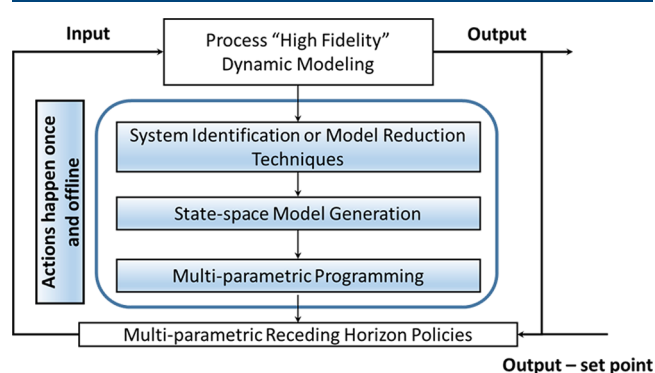 Input
Process “High Fidelity”
Dynamic Modeling
Output
Actions happen once
and offline
System Identification or Model Reduction
Techniques
State-space Model Generation
Multi-parametric Programming
Multi-parametric Receding Horizon Policies
Output – set point